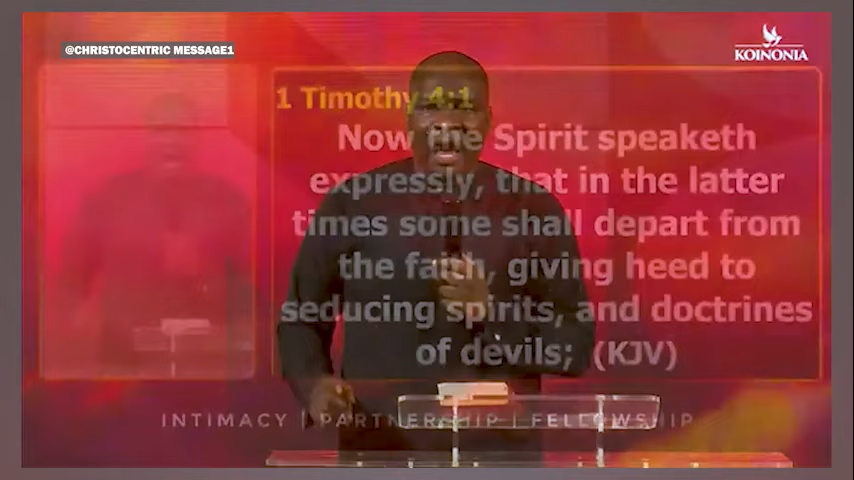 @CHRISTOCENTRIC MESSAGE1
KOINONIA
1 Timothy 4:1
Now the Spirit speaketh
expressly, that in the latter
times some shall depart from
the faith, giving heed to
seducing spirits, and doctrines
of devils; (KJV)
INTIMACY | PARTNERSHIP | FELLOWSHIP